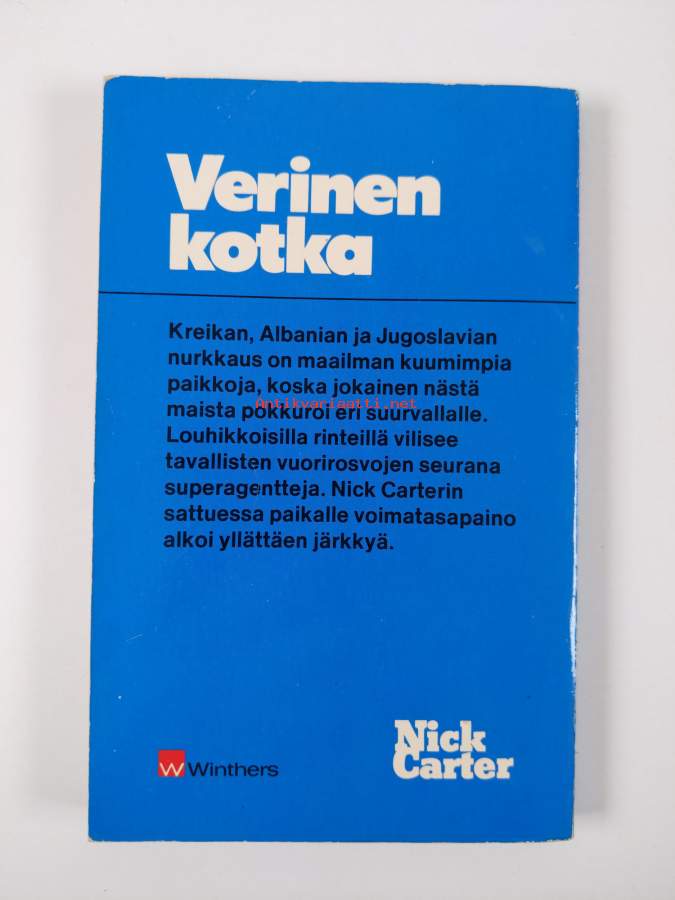 Verinen
kotka
Kreikan, Albanian ja Jugoslavian
nurkkaus on maailman kuumimpia
paikkoja, koska jokainen nästä
Antikvariaatti.net
maista pokkuroi eri suurvallalle.
Louhikkoisilla rinteillä vilisee
tavallisten vuorirosvojen seurana
superagentteja. Nick Carterin
sattuessa paikalle voimatasapaino
alkoi yllättäen järkkyä.
Nick
Carter
W Winthers